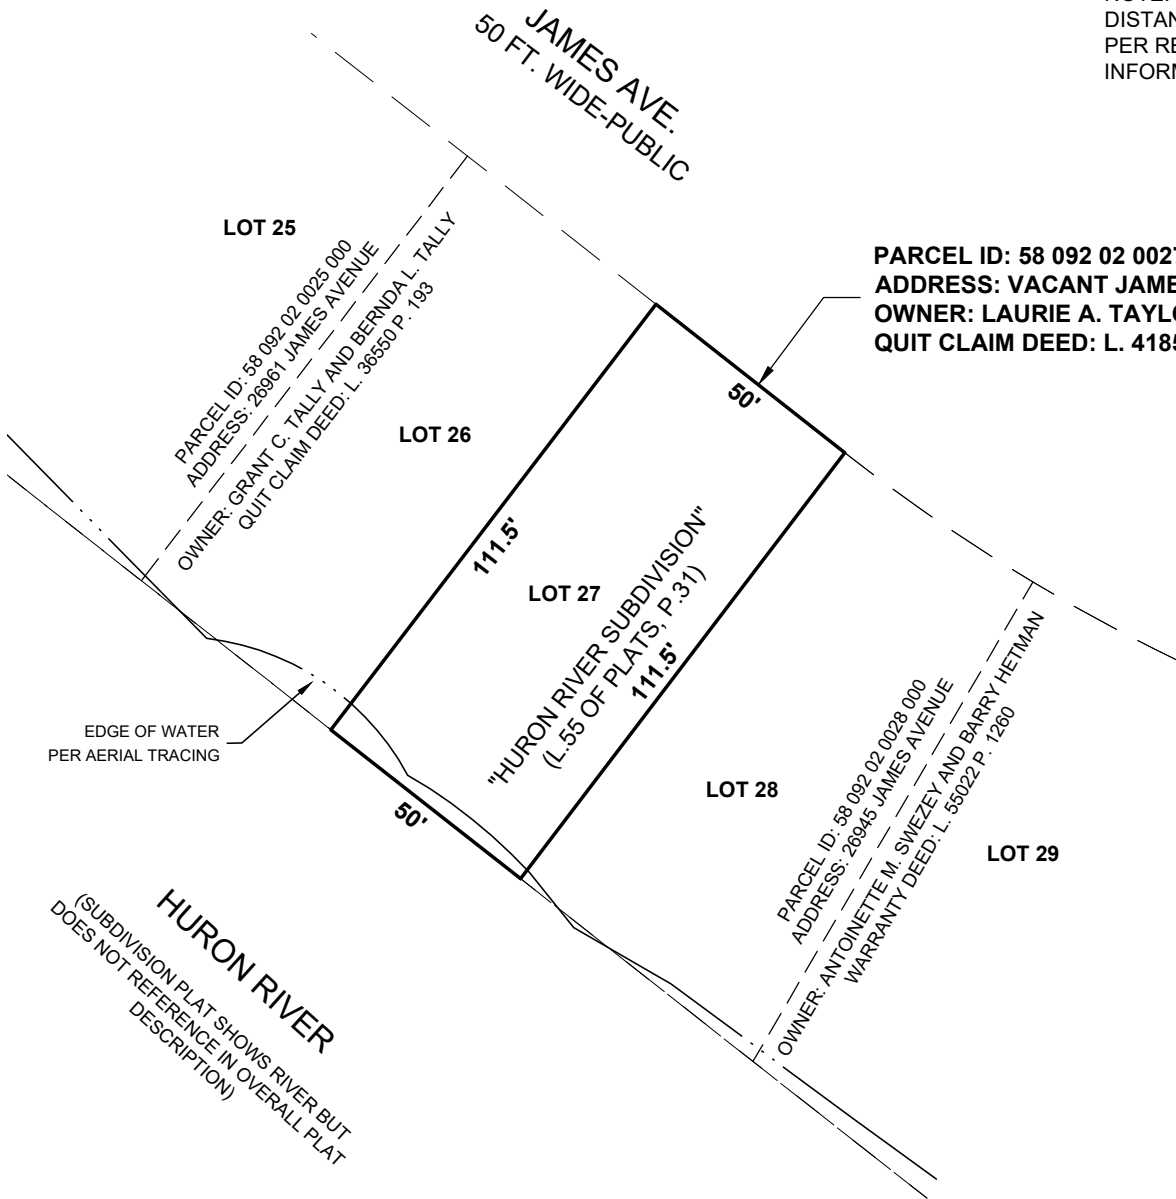 JAMES AVE.
50 FT. WIDE-PUBLIC
DISTAN
PER RE
INFORM
LOT 25
PARCEL ID: 58 092 02 0025 000
ADDRESS: 26961 JAMES AVENUE
OWNER: GRANT C. TALLY AND BERNDA L. TALLY
QUIT CLAIM DEED: L. 36550 P. 193
LOT 26
PARCEL ID: 58 092 02 0027
ADDRESS: VACANT JAME
OWNER: LAURIE A. TAYLO
QUIT CLAIM DEED: L. 4185
50'
111.5'
LOT 27
"HURON RIVER SUBDIVISION"
(L.55 OF PLATS, P.31)
111.5'
EDGE OF WATER
PER AERIAL TRACING
50'
LOT 28
PARCEL ID: 58 092 02 0028 000
ADDRESS: 26945 JAMES AVENUE
OWNER: ANTOINETTE M. SWEZEY AND BARRY HETMAN
WARRANTY DEED: L. 55022 P. 1260
LOT 29
HURON RIVER
(SUBDIVISION PLAT SHOWS RIVER BUT
DOES NOT REFERENCE IN OVERALL PLAT
DESCRIPTION)